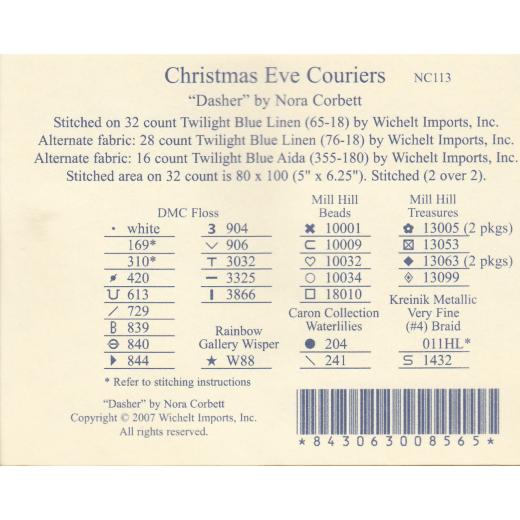 Christmas Eve Couriers NC113
“Dasher” by Nora Corbett
Stitched on 32 count Twilight Blue Linen (65-18) by Wichelt Imports, Inc.
Alternate fabric: 28 count Twilight Blue Linen (76-18) by Wichelt Imports, Inc.
Alternate fabric: 16 count Twilight Blue Aida (355-180) by Wichelt Imports, Inc.
Stitched area on 32 count is 80 x 100 (5" x 6.25"). Stitched (2 over 2).
DMC Floss
white
169*
310*
420
613
729
839
840
844
3 904
906
3032
3325
3866
Rainbow
Gallery Wisper
★ W88
Mill Hill
Beads
10001
10009
10032
10034
18010
Caron Collection
Waterlilies
204
241
Mill Hill
Treasures
13005 (2 pkgs)
13053
13063 (2 pkgs)
13099
Kreinik Metallic
Very Fine
(#4) Braid
011HL*
1432
* Refer to stitching instructions
“Dasher” by Nora Corbett
Copyright © 2007 Wichelt Imports, Inc.
All rights reserved.
*843063008565*